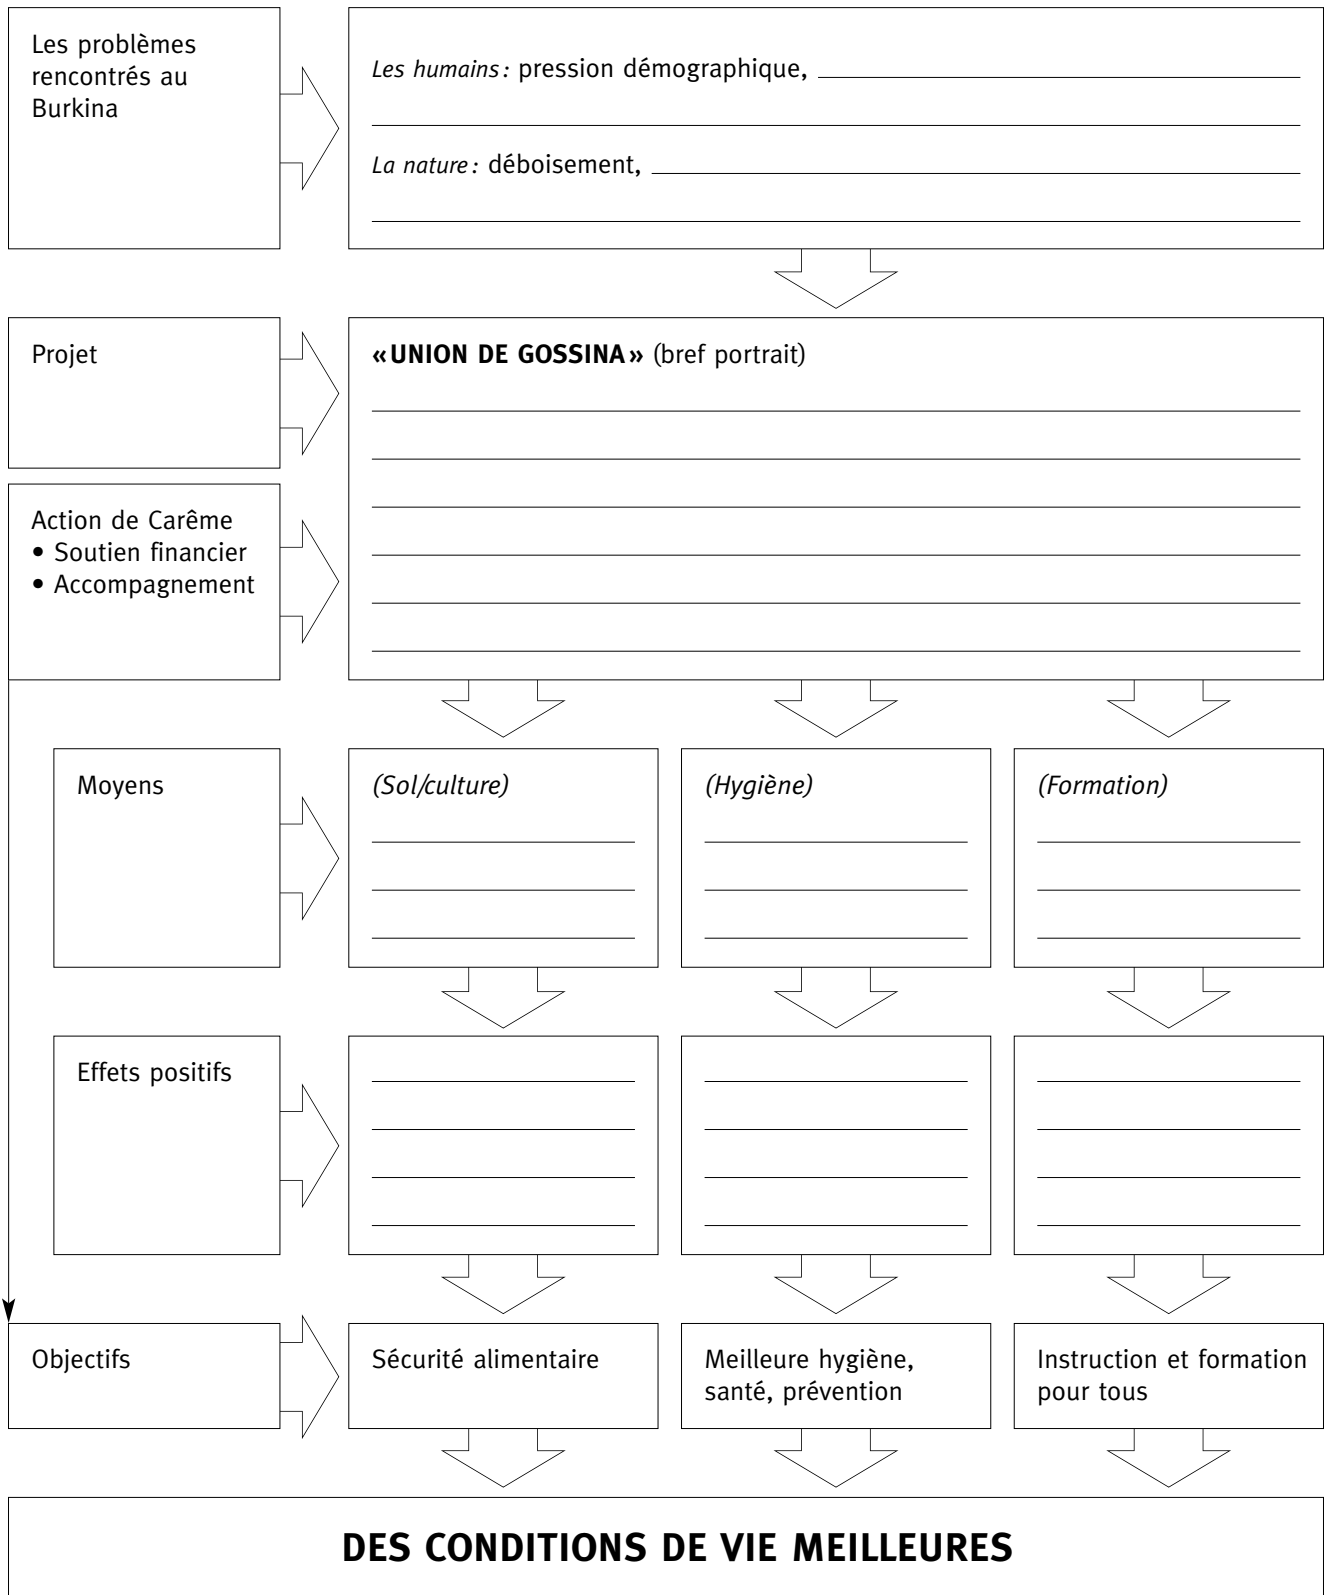 Les problèmes
rencontrés au
Burkina
Les humains : pression démographique,
La nature : déboisement,
Projet
«UNION DE GOSSINA» (bref portrait)
Action de Carême
• Soutien financier
• Accompagnement
Moyens
(Sol/culture)
(Hygiène)
(Formation)
Effets positifs
Objectifs
Sécurité alimentaire
Meilleure hygiène,
santé, prévention
Instruction et formation
pour tous
DES CONDITIONS DE VIE MEILLEURES